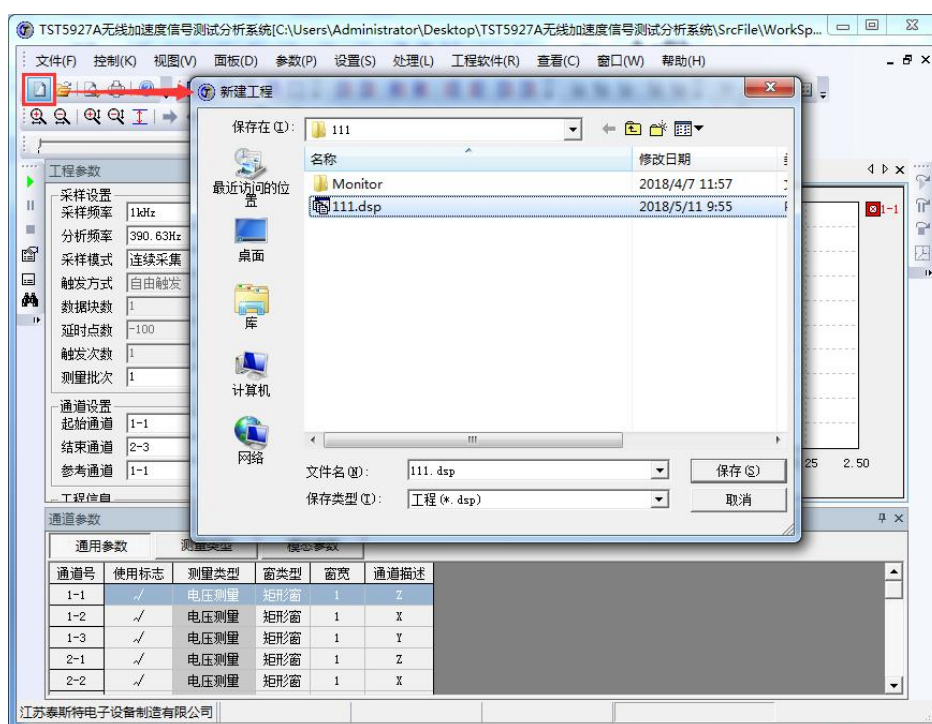 TST5927A无线加速度信号测试分析系统[C:\Users\Administrator\Desktop\TST5927A无线加速度信号测试分析系统\SrcFile\WorkSp...
文件(F) 控制(K) 视图(V) 面板(D) 参数(P) 设置(S) 处理(L) 工程软件(R) 查看(C) 窗口(W) 帮助(H)
新建工程
保存在(I): 111
名称 修改日期
Monitor 2018/4/7 11:57
111.dsp 2018/5/11 9:55
最近访问的位置
桌面
库
计算机
网络
文件名(N): 111.dsp 保存(S)
保存类型(T): 工程(*.dsp) 取消
工程参数
采样设置
采样频率 1kHz
分析频率 390.63Hz
采样模式 连续采集
触发方式 自由触发
数据块数 1
延时点数 -100
触发次数 1
测量批次 1
通道设置
起始通道 1-1
结束通道 2-3
参考通道 1-1
工程信息
1-1
25 2.50
通道参数
通用参数 测量类型 模态参数
通道号 使用标志 测量类型 窗类型 窗宽 通道描述
1-1 √ 电压测量 矩形窗 1 Z
1-2 √ 电压测量 矩形窗 1 X
1-3 √ 电压测量 矩形窗 1 Y
2-1 √ 电压测量 矩形窗 1 Z
2-2 √ 电压测量 矩形窗 1 X
江苏泰斯特电子设备制造有限公司